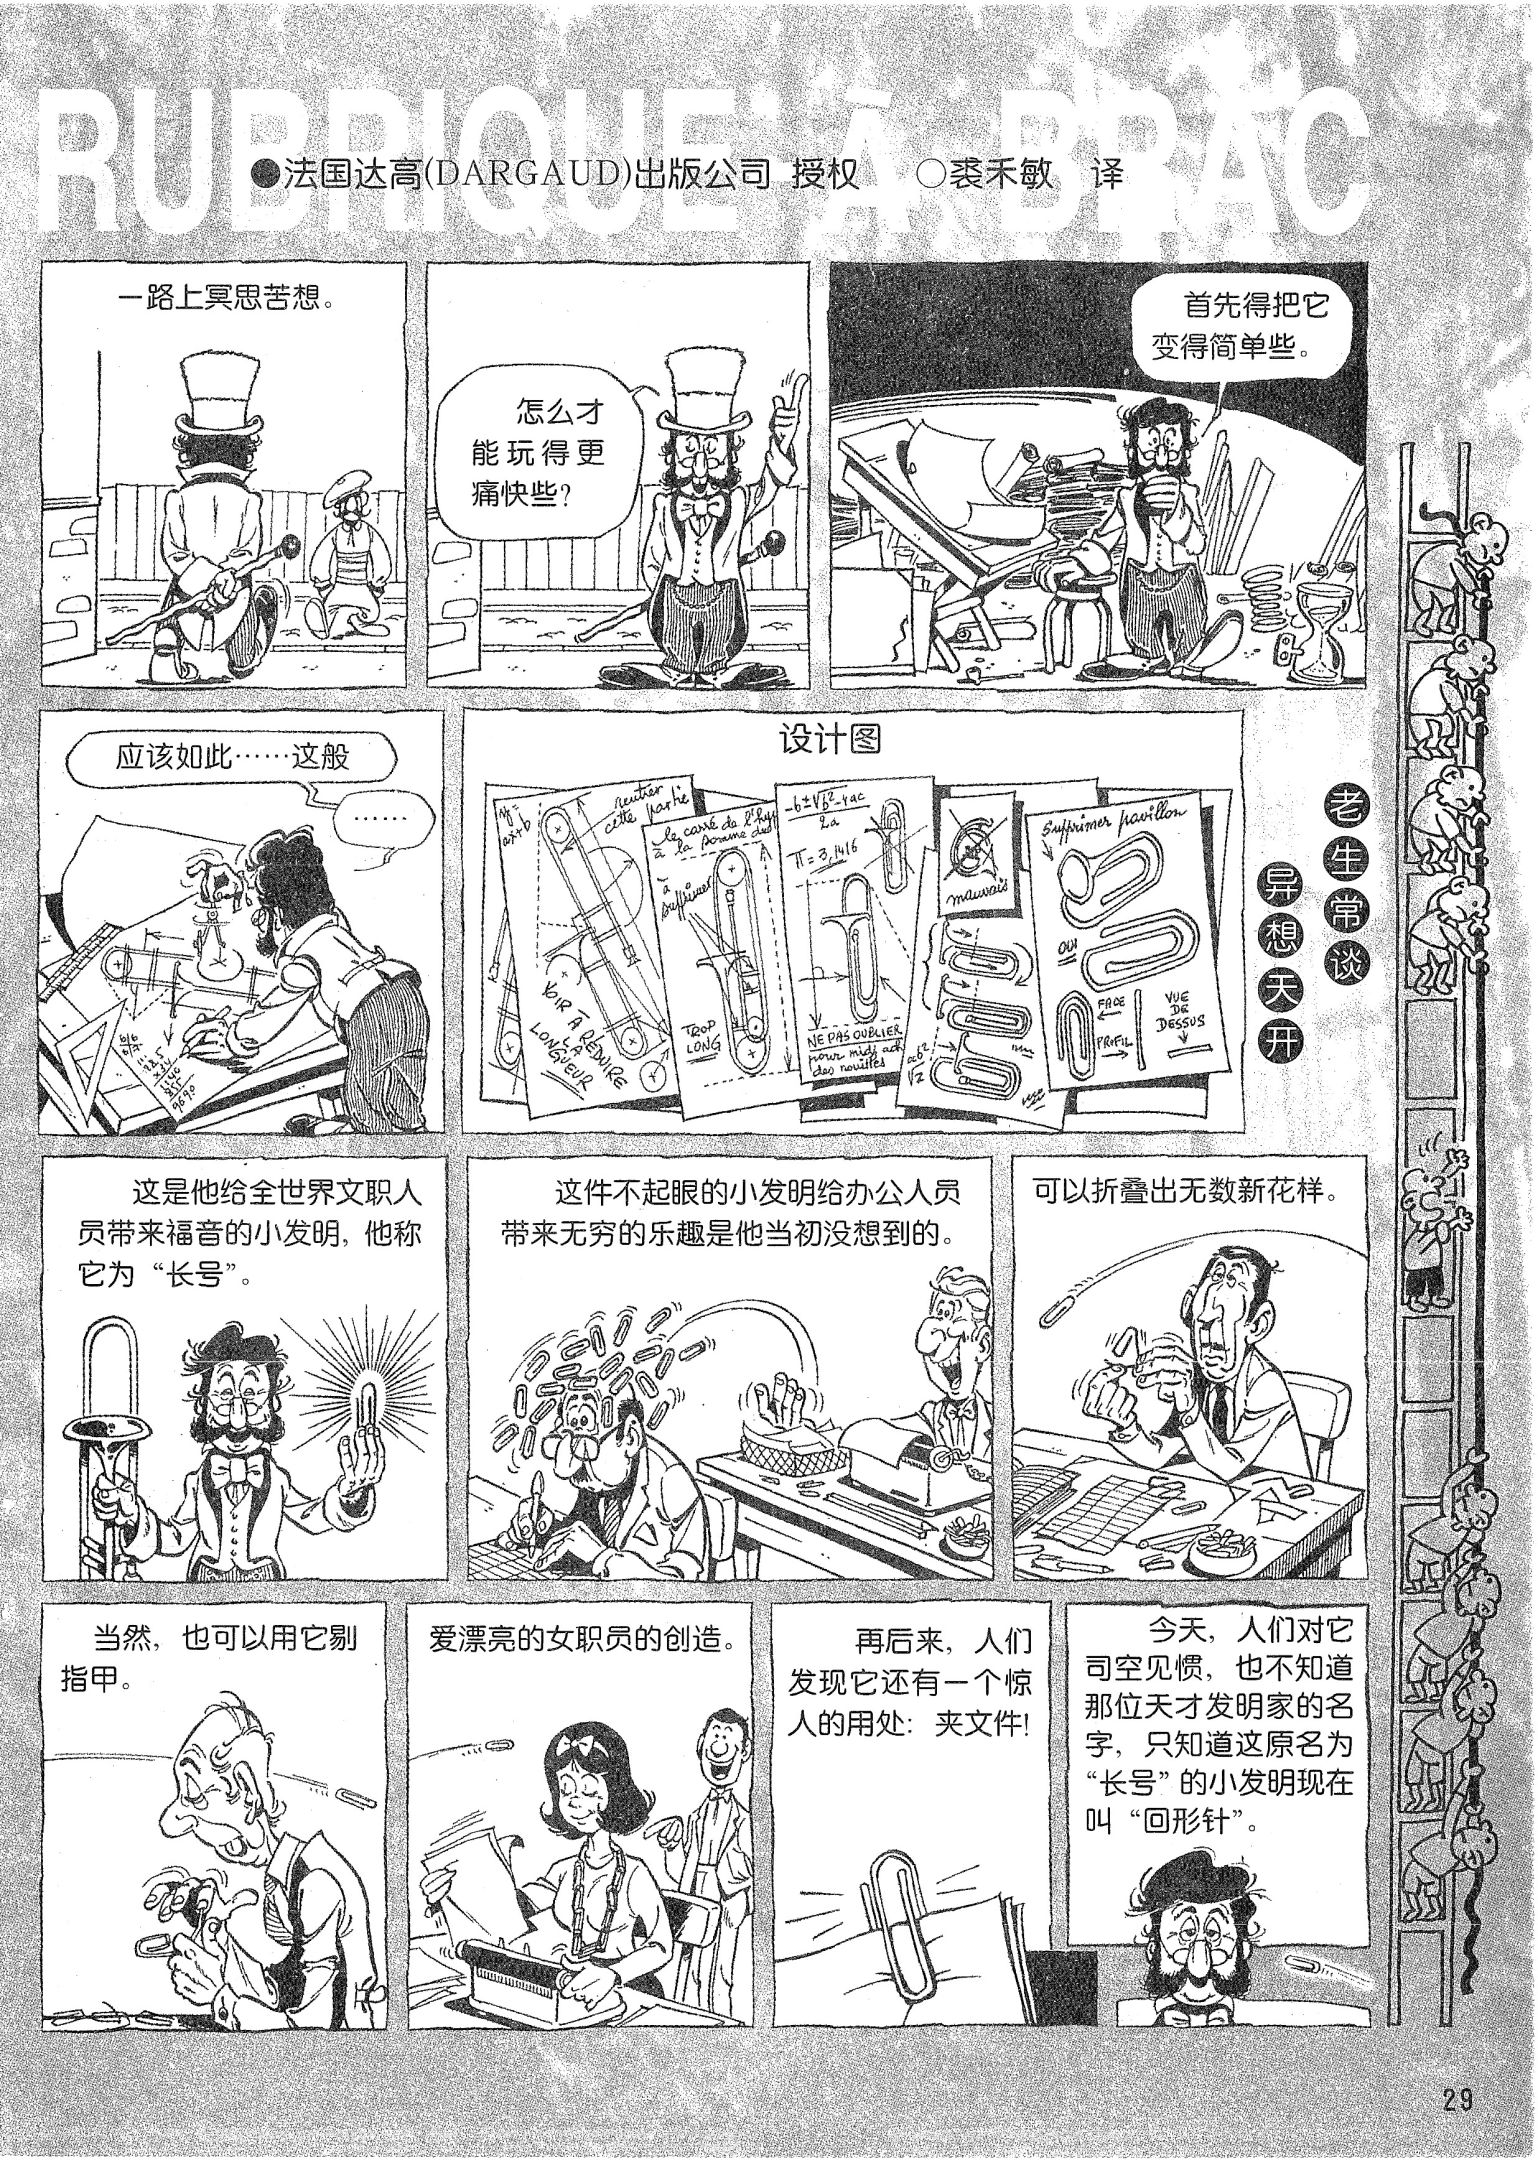 RUBRIQUE-À-BRAC
●法国达高(DARGAUD)出版公司 授权 ○裘禾敏 译
一路上冥思苦想。
怎么才
能玩得更
痛快些?
首先得把它
变得简单些。
应该如此……这般
……
设计图
ax+b
rentrer
cette partie
VOIR À REDUIRE
LA
LONGUEUR
le carré de l'hyp
à la somme du
à
supprimer
TROP
LONG
-b±√b²-4ac
2a
π=3,1416
NE PAS OUBLIER
pour midi ach
des nouilles
mauvais
Supprimer pavillon
OUI
FACE
PROFIL
VUE
DE
DESSUS
老生常谈
异想天开
这是他给全世界文职人
员带来福音的小发明, 他称
它为“长号”。
这件不起眼的小发明给办公人员
带来无穷的乐趣是他当初没想到的。
可以折叠出无数新花样。
当然, 也可以用它剔
指甲。
爱漂亮的女职员的创造。
再后来, 人们
发现它还有一个惊
人的用处: 夹文件!
今天, 人们对它
司空见惯, 也不知道
那位天才发明家的名
字, 只知道这原名为
“长号”的小发明现在
叫“回形针”。
29